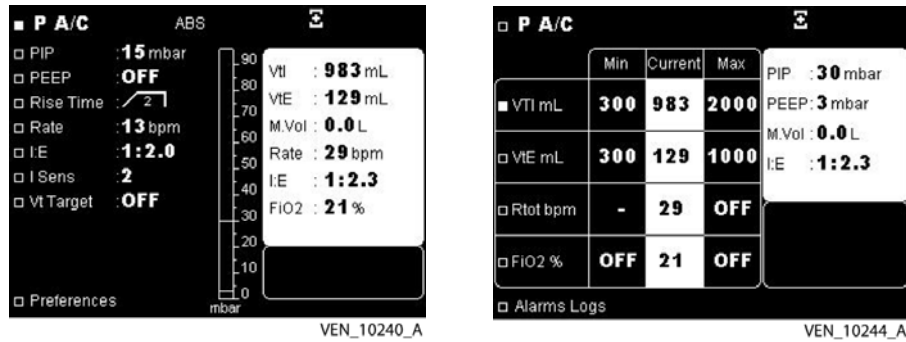 P A/C ABS
PIP :15 mbar
PEEP :OFF
Rise Time : 2
Rate :13 bpm
I:E :1:2.0
I Sens :2
Vt Target :OFF
Preferences
90
80
70
60
50
40
30
20
10
0
mbar
VtI : 983 mL
VtE : 129 mL
M.Vol : 0.0 L
Rate : 29 bpm
I:E : 1:2.3
FiO2 : 21 %
VEN_10240_A
P A/C
Min Current Max
VTI mL 300 983 2000
VtE mL 300 129 1000
Rtot bpm - 29 OFF
FiO2 % OFF 21 OFF
Alarms Logs
PIP : 30 mbar
PEEP: 3 mbar
M.Vol : 0.0 L
I:E : 1:2.3
VEN_10244_A